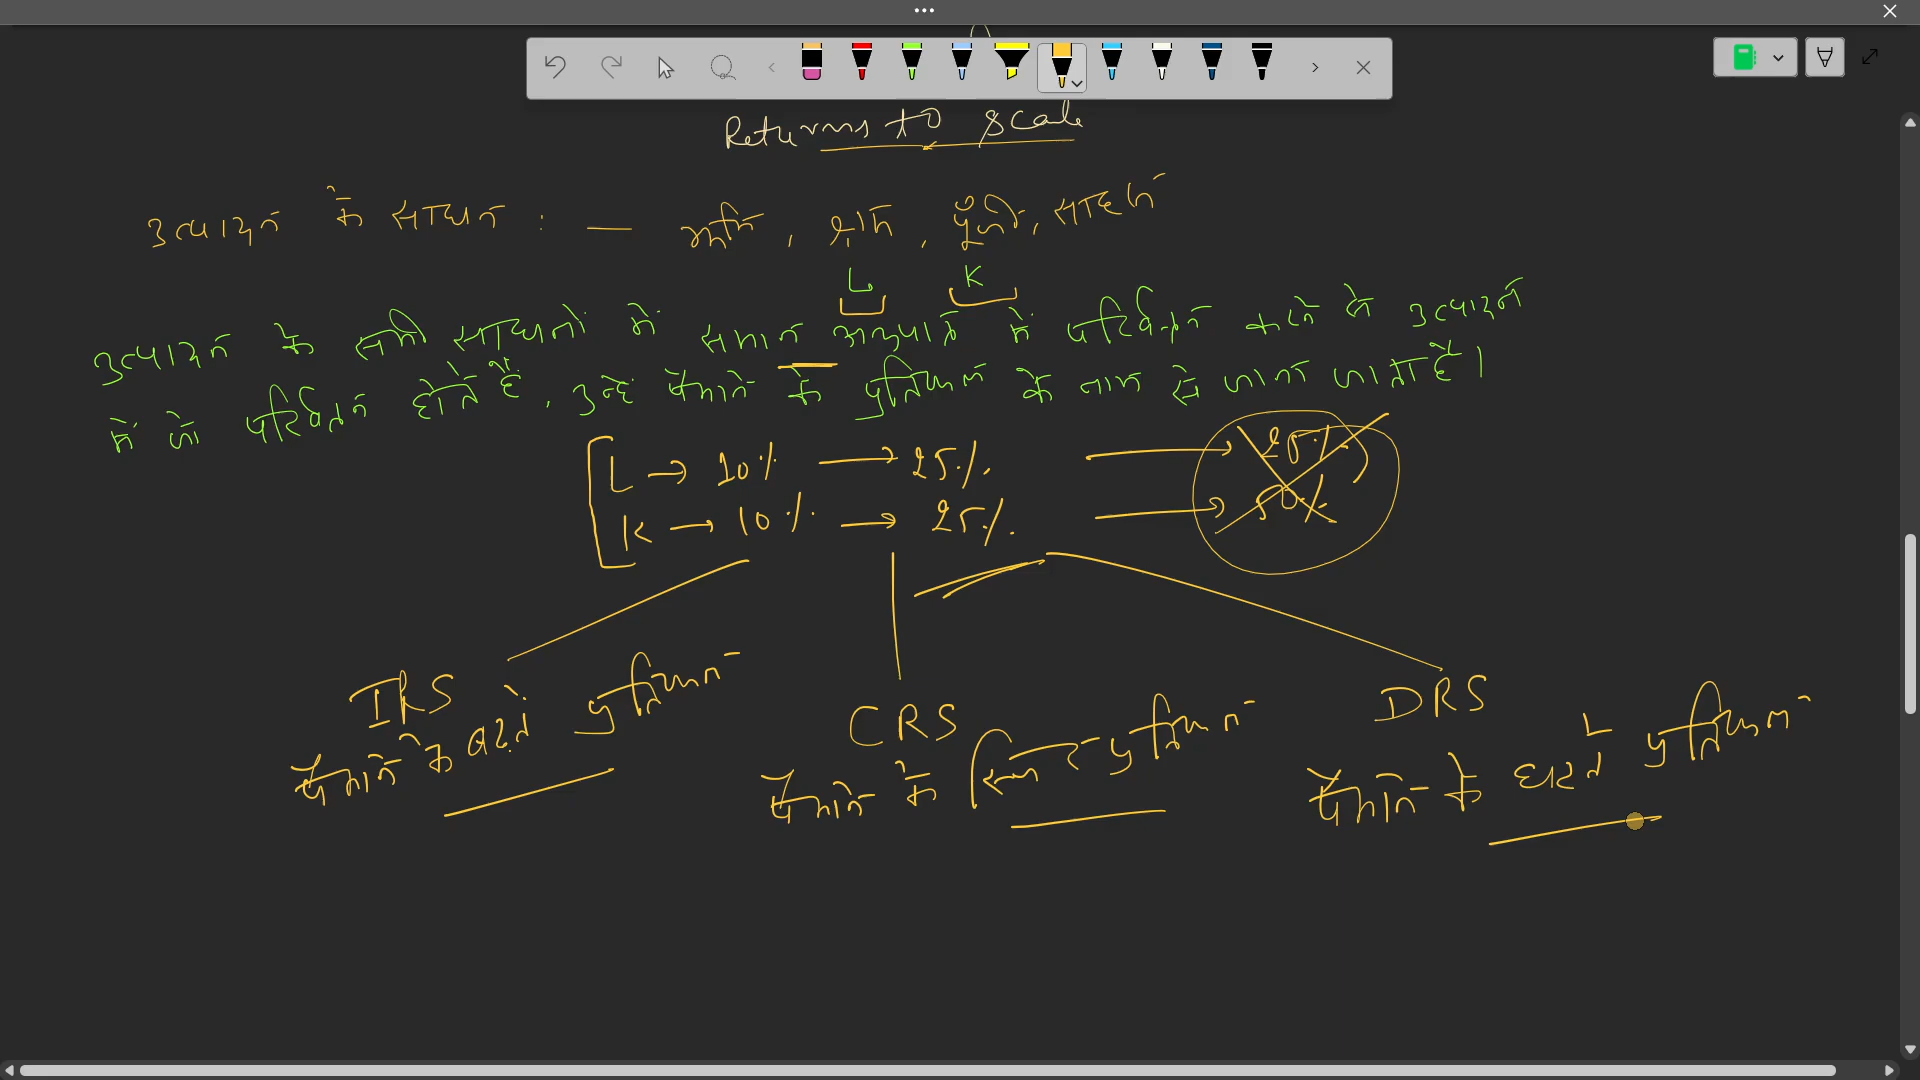 Returns to Scale
उत्पादन के साधन : — भूमि , श्रम , पूँजी , साहस
L K
उत्पादन के सभी साधनों में समान अनुपात में परिवर्तन करने से उत्पादन
में जो परिवर्तन होते हैं , उन्हें पैमाने के प्रतिफल के नाम से जाना जाता है।
L → 10% → 25% → 25%
K → 10% → 25% → 50%
IRS CRS DRS
पैमाने के बढ़ते प्रतिफल पैमाने के स्थिर प्रतिफल पैमाने के घटते प्रतिफल